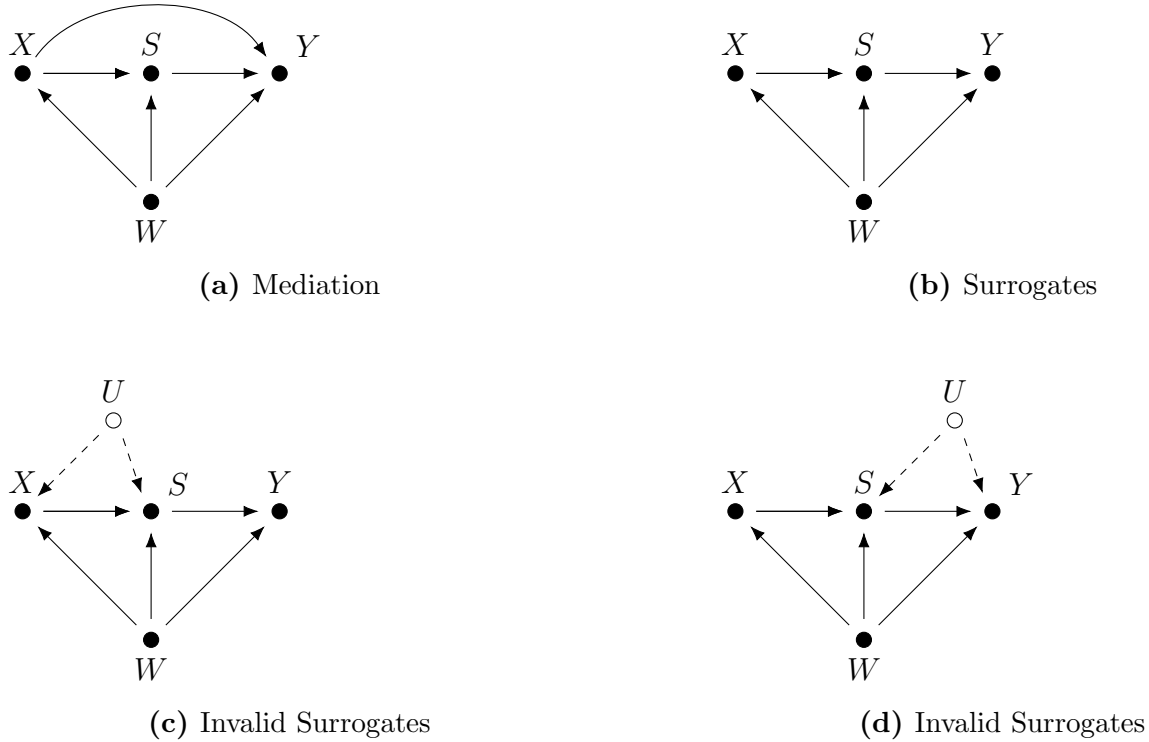 X S Y
W
(a) Mediation
X S Y
W
(b) Surrogates
U
X S Y
W
(c) Invalid Surrogates
U
X S Y
W
(d) Invalid Surrogates